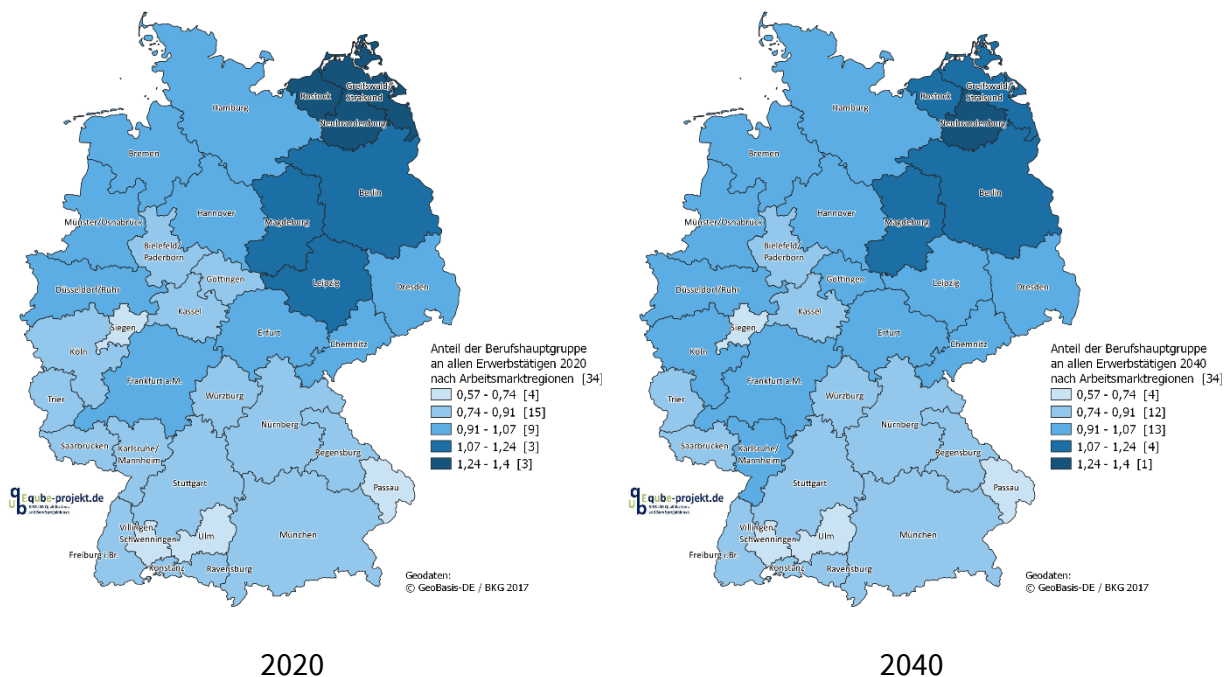 Hamburg
Rostock
Greifswald/
Stralsund
Neubrandenburg
Bremen
Berlin
Hannover
Münster/Osnabrück
Magdeburg
Bielefeld/
Paderborn
Göttingen
Leipzig
Düsseldorf/Ruhr
Dresden
Kassel
Siegen
Erfurt
Köln
Chemnitz
Frankfurt a.M.
Trier
Würzburg
Nürnberg
Saarbrücken
Karlsruhe/
Mannheim
Regensburg
Stuttgart
Passau
Villingen-
Schwenningen
Ulm
München
Freiburg i.Br.
Konstanz
Ravensburg
Anteil der Berufshauptgruppe
an allen Erwerbstätigen 2020
nach Arbeitsmarktregionen [34]
0,57 - 0,74 [4]
0,74 - 0,91 [15]
0,91 - 1,07 [9]
1,07 - 1,24 [3]
1,24 - 1,4 [3]
qube-projekt.de
Geodaten:
© GeoBasis-DE / BKG 2017
2020
Hamburg
Rostock
Greifswald/
Stralsund
Neubrandenburg
Bremen
Berlin
Hannover
Münster/Osnabrück
Magdeburg
Bielefeld/
Paderborn
Göttingen
Leipzig
Düsseldorf/Ruhr
Dresden
Kassel
Siegen
Erfurt
Köln
Chemnitz
Frankfurt a.M.
Trier
Würzburg
Nürnberg
Saarbrücken
Karlsruhe/
Mannheim
Regensburg
Stuttgart
Passau
Villingen-
Schwenningen
Ulm
München
Freiburg i.Br.
Konstanz
Ravensburg
Anteil der Berufshauptgruppe
an allen Erwerbstätigen 2040
nach Arbeitsmarktregionen [34]
0,57 - 0,74 [4]
0,74 - 0,91 [12]
0,91 - 1,07 [13]
1,07 - 1,24 [4]
1,24 - 1,4 [1]
qube-projekt.de
Geodaten:
© GeoBasis-DE / BKG 2017
2040